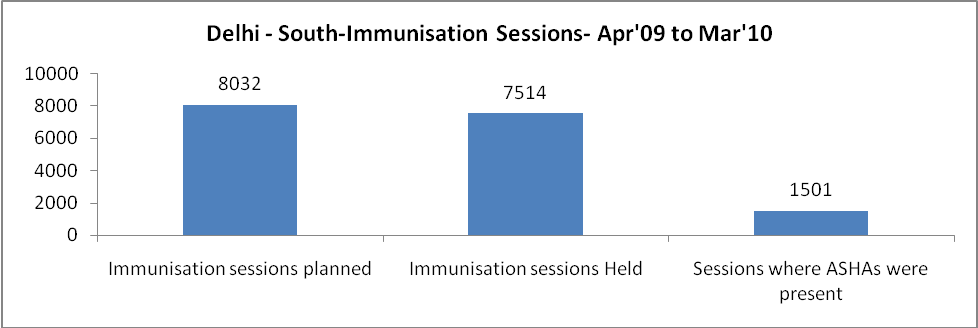 Delhi - South-Immunisation Sessions- Apr'09 to Mar'10
10000
8000
6000
4000
2000
0
8032
7514
1501
Immunisation sessions planned
Immunisation sessions Held
Sessions where ASHAs were
present